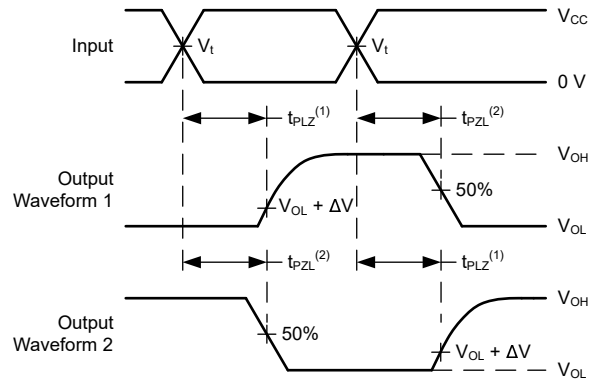 V_CC
Input
V_t
V_t
0 V
t_PLZ^(1)
t_PZL^(2)
V_OH
Output
Waveform 1
50%
V_OL + ΔV
V_OL
t_PZL^(2)
t_PLZ^(1)
V_OH
Output
Waveform 2
50%
V_OL + ΔV
V_OL